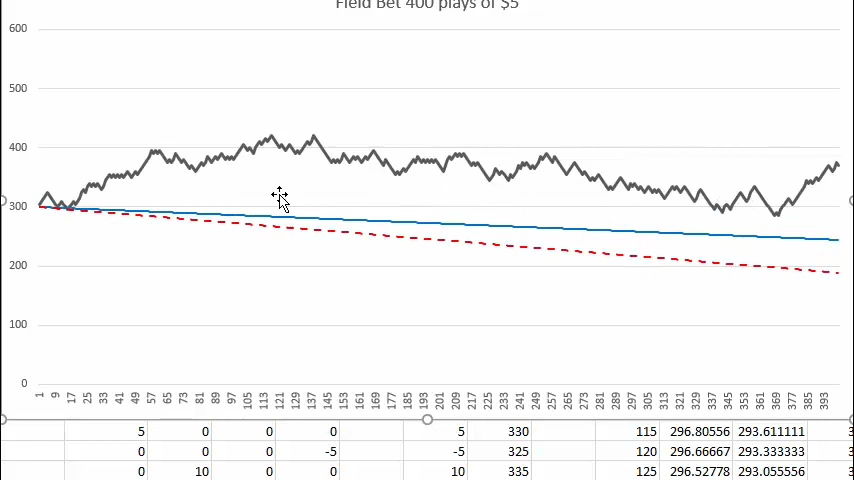 Field Bet 400 plays of $5
600
500
400
300
200
100
0
1 9 17 25 33 41 49 57 65 73 81 89 97 105 113 121 129 137 145 153 161 169 177 185 193 201 209 217 225 233 241 249 257 265 273 281 289 297 305 313 321 329 337 345 353 361 369 377 385 393
5 0 0 0 5 330 115 296.80556 293.611111
0 0 0 -5 -5 325 120 296.66667 293.333333
0 10 0 0 10 335 125 296.52778 293.055556